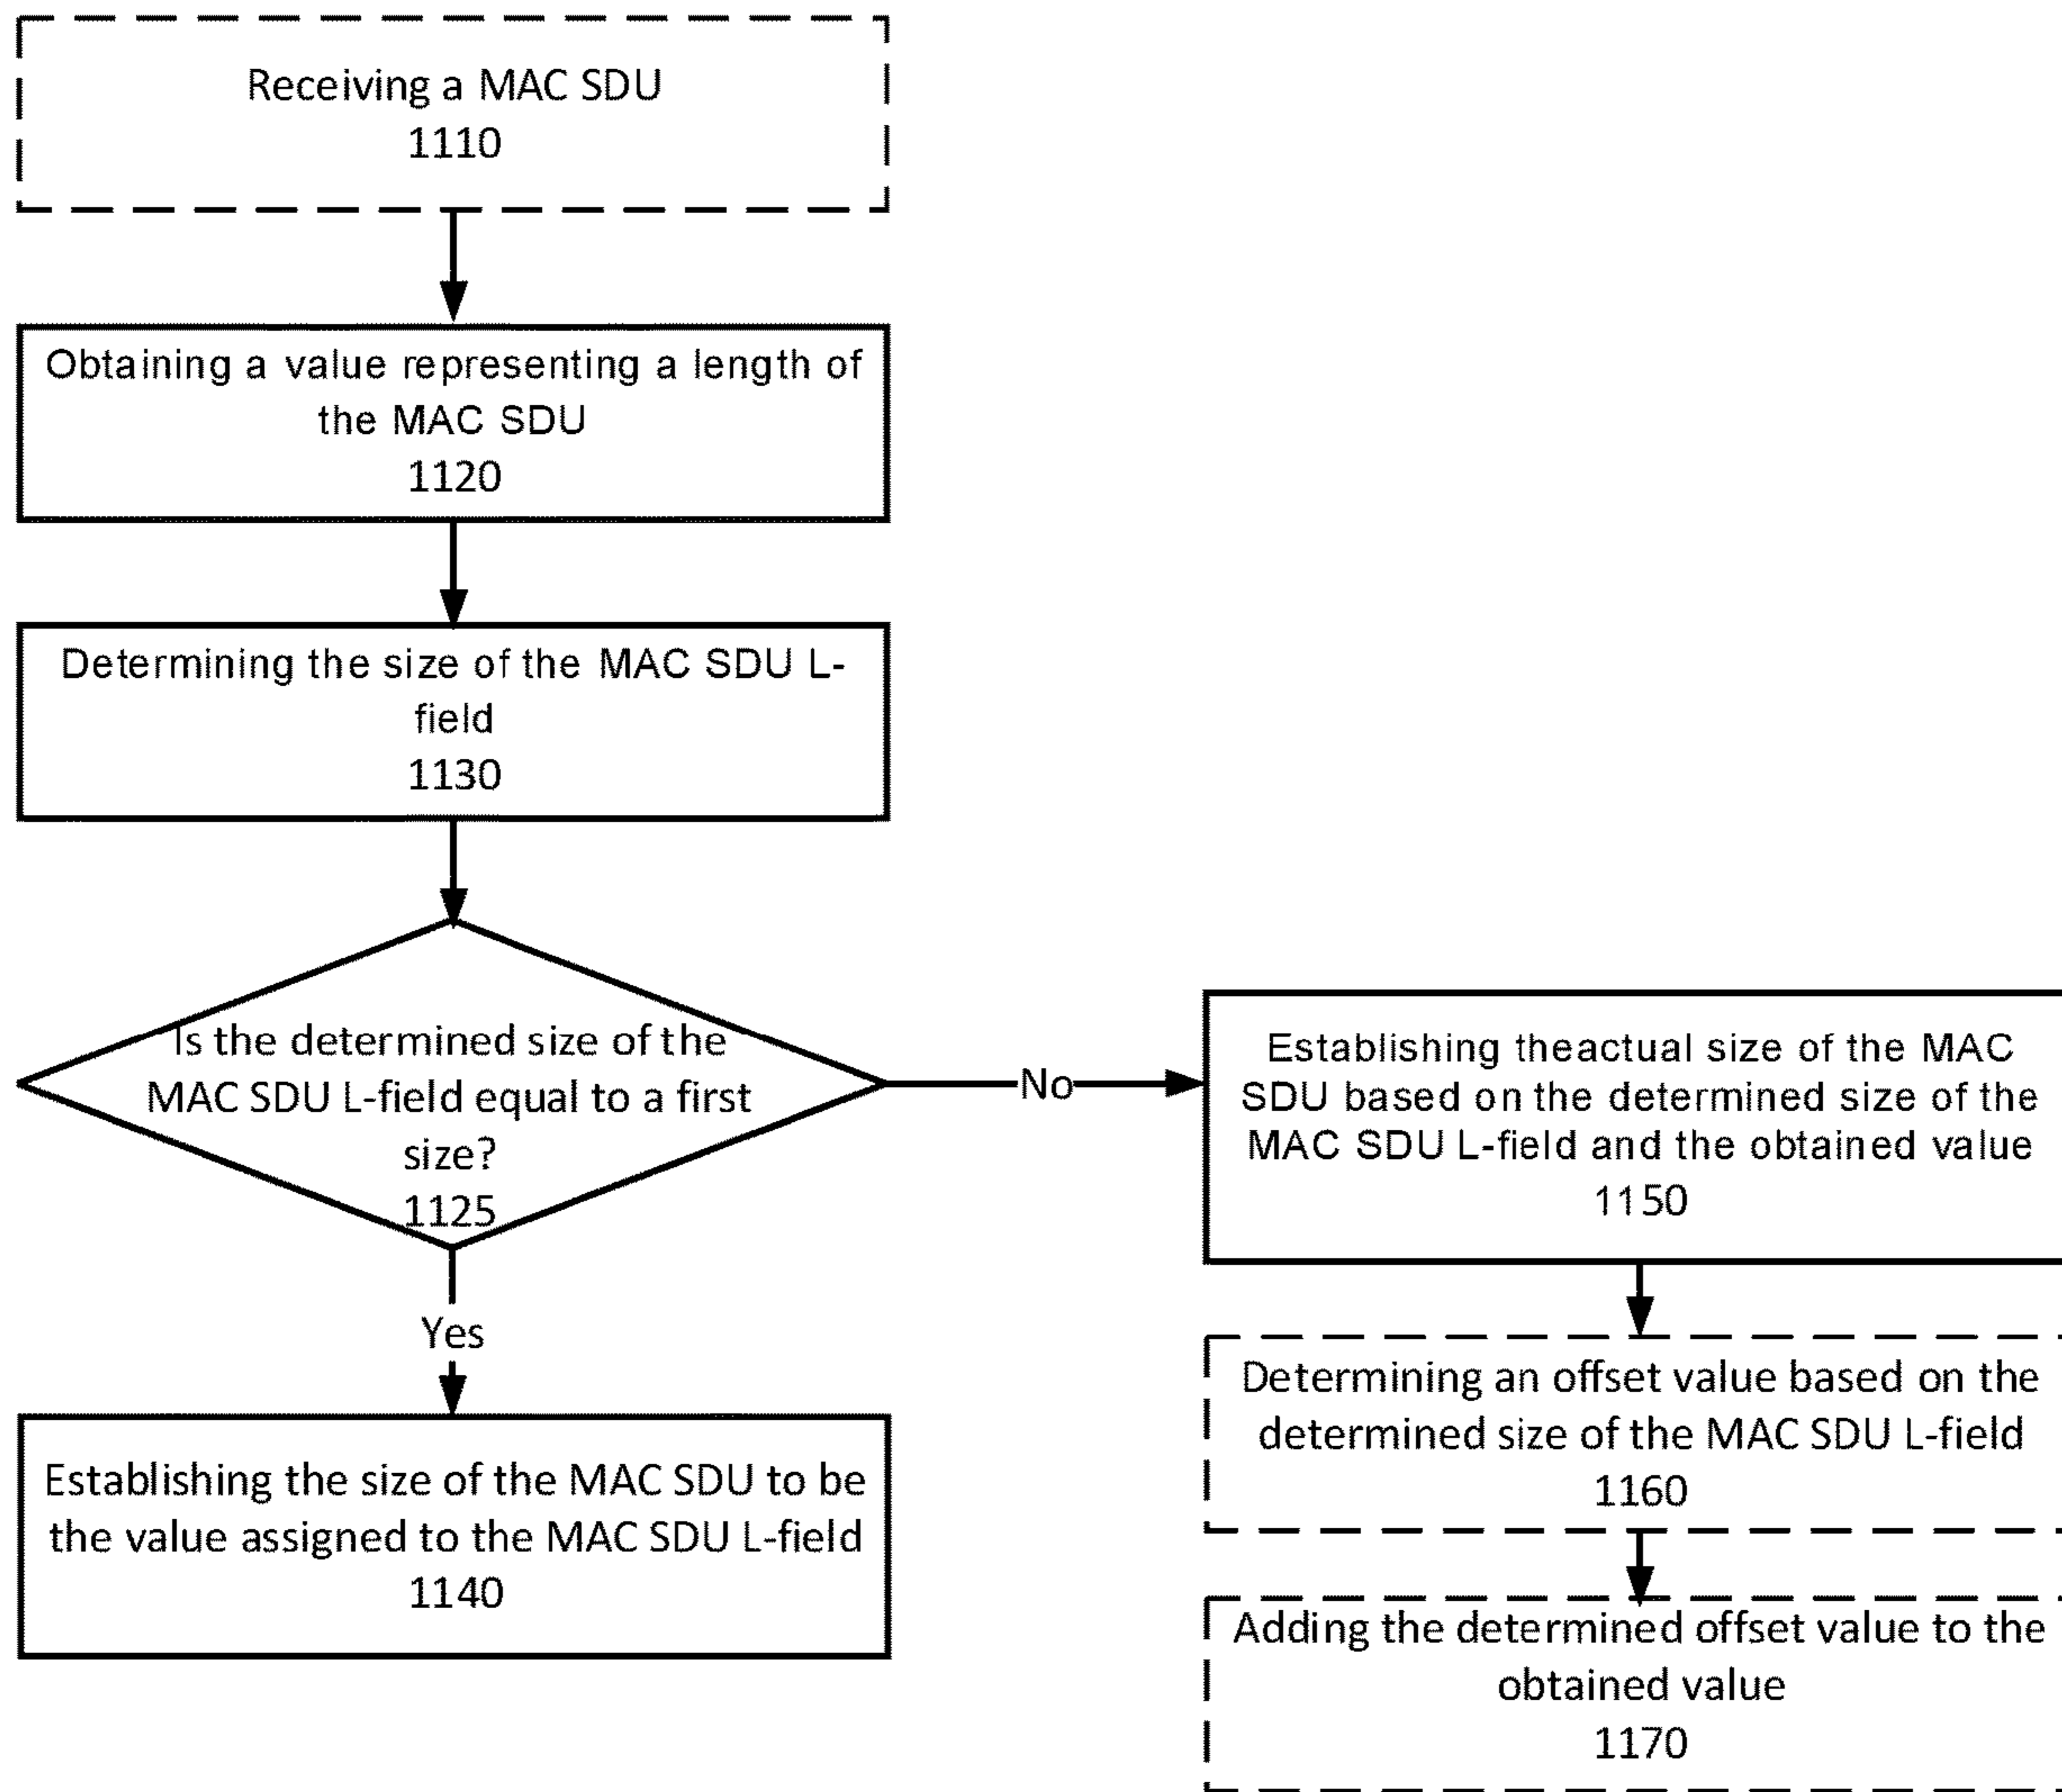 Receiving a MAC SDU
1110
Obtaining a value representing a length of
the MAC SDU
1120
Determining the size of the MAC SDU L-
field
1130
Is the determined size of the
MAC SDU L-field equal to a first
size?
1125
No
Yes
Establishing the size of the MAC SDU to be
the value assigned to the MAC SDU L-field
1140
Establishing theactual size of the MAC
SDU based on the determined size of the
MAC SDU L-field and the obtained value
1150
Determining an offset value based on the
determined size of the MAC SDU L-field
1160
Adding the determined offset value to the
obtained value
1170